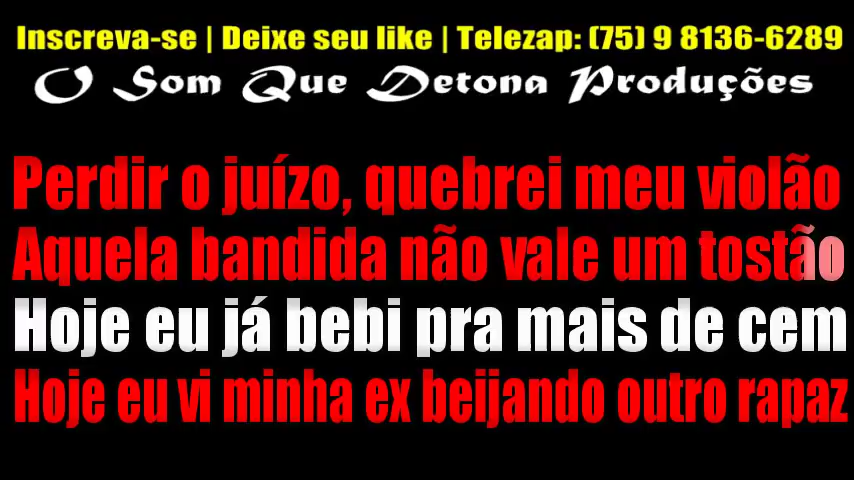 Inscreva-se | Deixe seu like | Telezap: (75) 9 8136-6289
O Som Que Detona Produções
Perdir o juízo, quebrei meu violão
Aquela bandida não vale um tostão
Hoje eu já bebi pra mais de cem
Hoje eu vi minha ex beijando outro rapaz